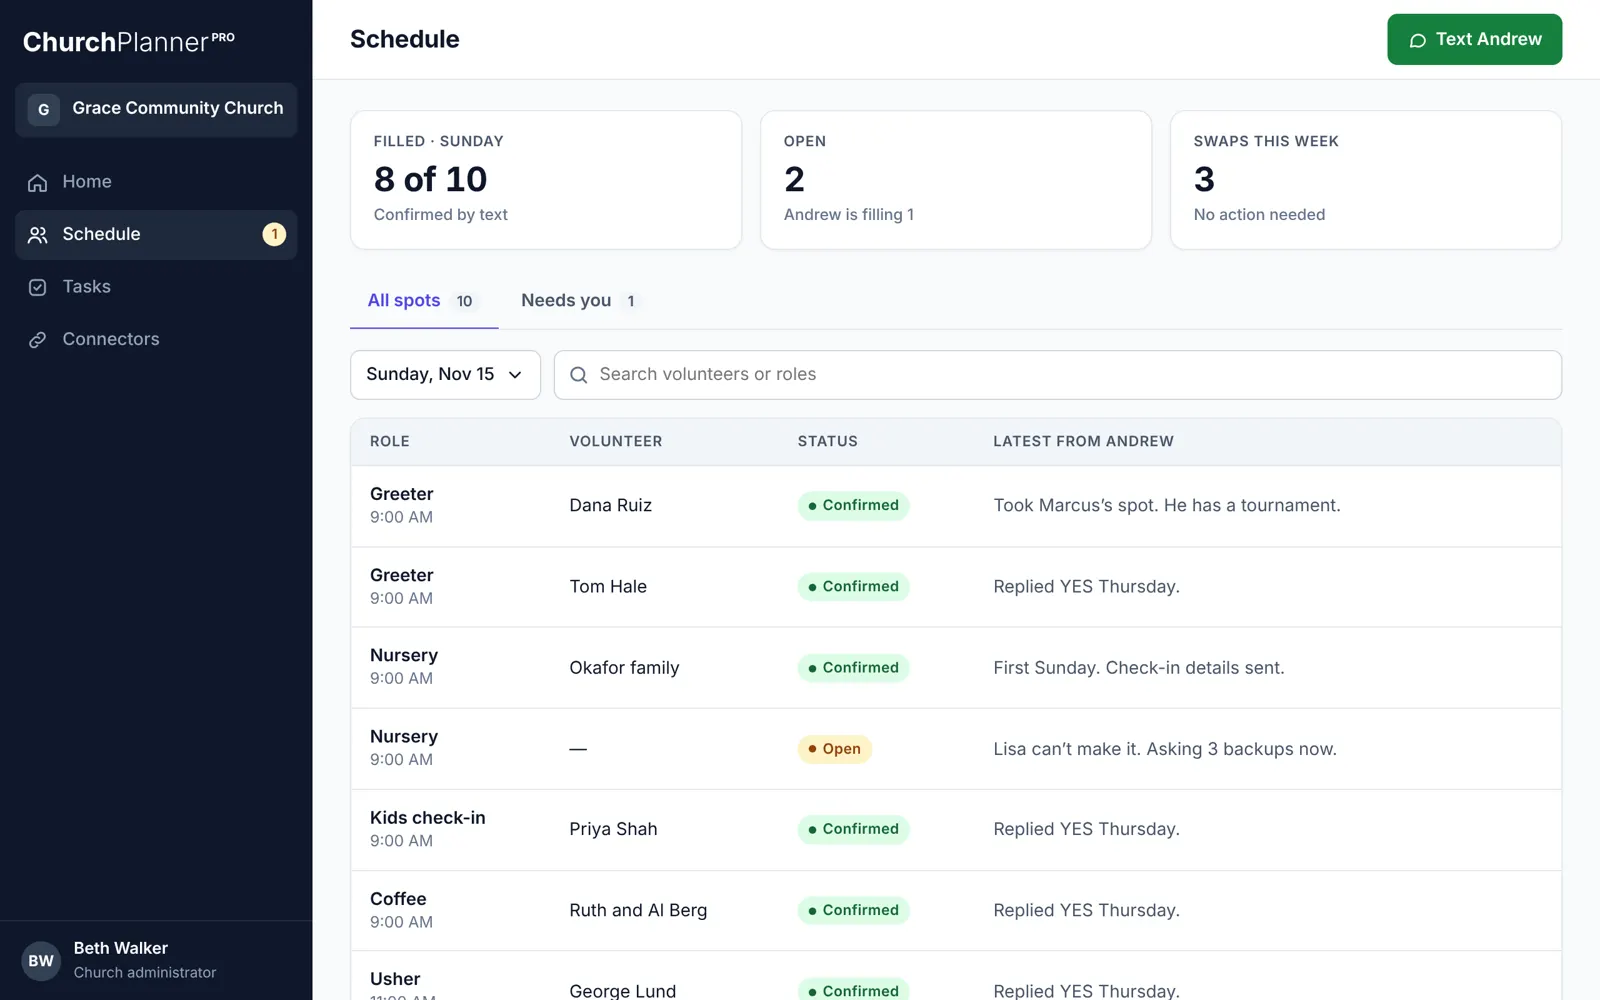 ChurchPlanner PRO
G Grace Community Church
Home
Schedule 1
Tasks
Connectors
BW
Beth Walker
Church administrator
Schedule
Text Andrew
FILLED · SUNDAY
8 of 10
Confirmed by text
OPEN
2
Andrew is filling 1
SWAPS THIS WEEK
3
No action needed
All spots 10 Needs you 1
Sunday, Nov 15
Search volunteers or roles
ROLE VOLUNTEER STATUS LATEST FROM ANDREW
Greeter
9:00 AM
Dana Ruiz
Confirmed
Took Marcus’s spot. He has a tournament.
Greeter
9:00 AM
Tom Hale
Confirmed
Replied YES Thursday.
Nursery
9:00 AM
Okafor family
Confirmed
First Sunday. Check-in details sent.
Nursery
9:00 AM
—
Open
Lisa can’t make it. Asking 3 backups now.
Kids check-in
9:00 AM
Priya Shah
Confirmed
Replied YES Thursday.
Coffee
9:00 AM
Ruth and Al Berg
Confirmed
Replied YES Thursday.
Usher
11:00 AM
George Lund
Confirmed
Replied YES Thursday.